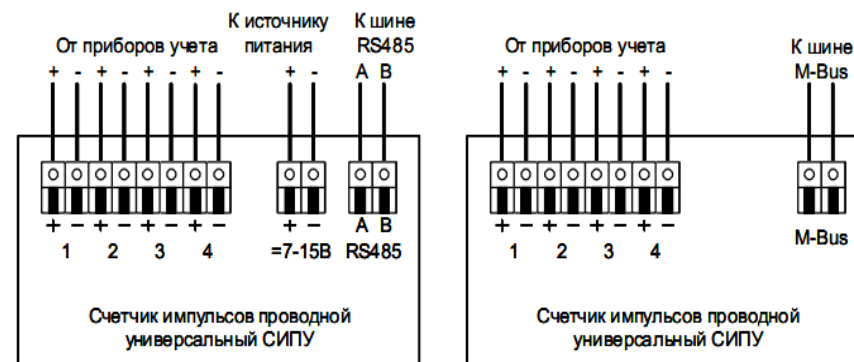 К источнику
питания
К шине
RS485
От приборов учета
+ - + - + - + -
+ -
A B
+ − + − + − + −
1 2 3 4
+ −
=7-15В
A B
RS485
Счетчик импульсов проводной
универсальный СИПУ
От приборов учета
+ - + - + - + -
К шине
M-Bus
+ − + − + − + −
1 2 3 4
M-Bus
Счетчик импульсов проводной
универсальный СИПУ